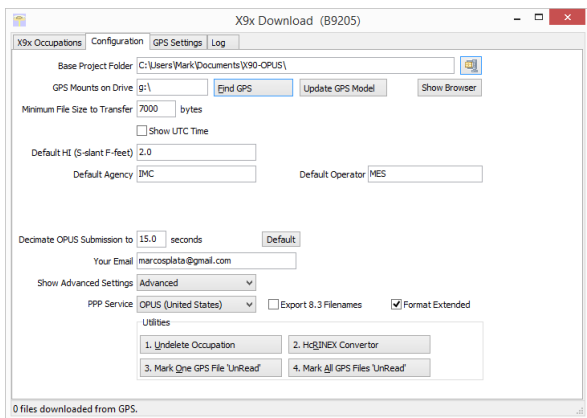 X9x Download (B9205)
X9x Occupations Configuration GPS Settings Log
Base Project Folder C:\Users\Mark\Documents\X90-OPUS\
GPS Mounts on Drive g:\ Find GPS Update GPS Model Show Browser
Minimum File Size to Transfer 7000 bytes
Show UTC Time
Default HI (S-slant F-feet) 2.0
Default Agency IMC Default Operator MES
Decimate OPUS Submission to 15.0 seconds Default
Your Email marcosplata@gmail.com
Show Advanced Settings Advanced
PPP Service OPUS (United States) Export 8.3 Filenames Format Extended
Utilities
1. Undelete Occupation 2. HcRINEX Convertor
3. Mark One GPS File 'UnRead' 4. Mark All GPS Files 'UnRead'
0 files downloaded from GPS.